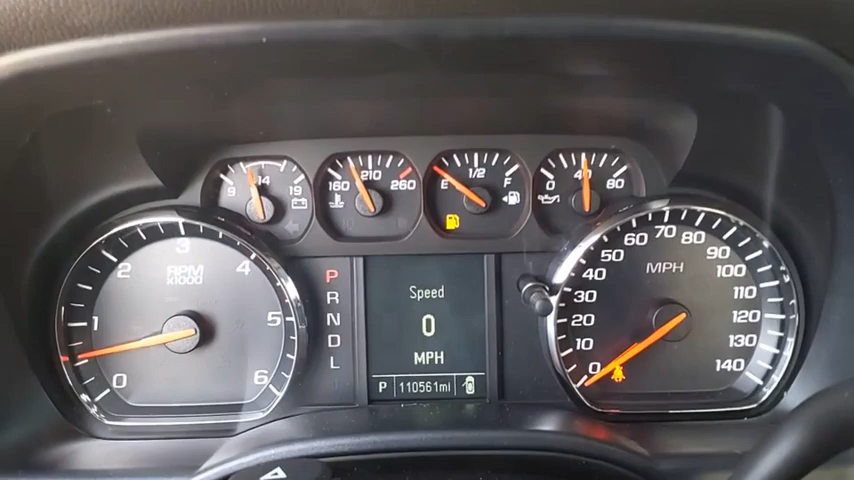 9 14 19
160 210 260
E 1/2 F
0 40 80
RPM
x1000
0 1 2 3 4 5 6
P
R
N
D
L
Speed
0
MPH
P 110561mi
MPH
0 10 20 30 40 50 60 70 80 90 100 110 120 130 140